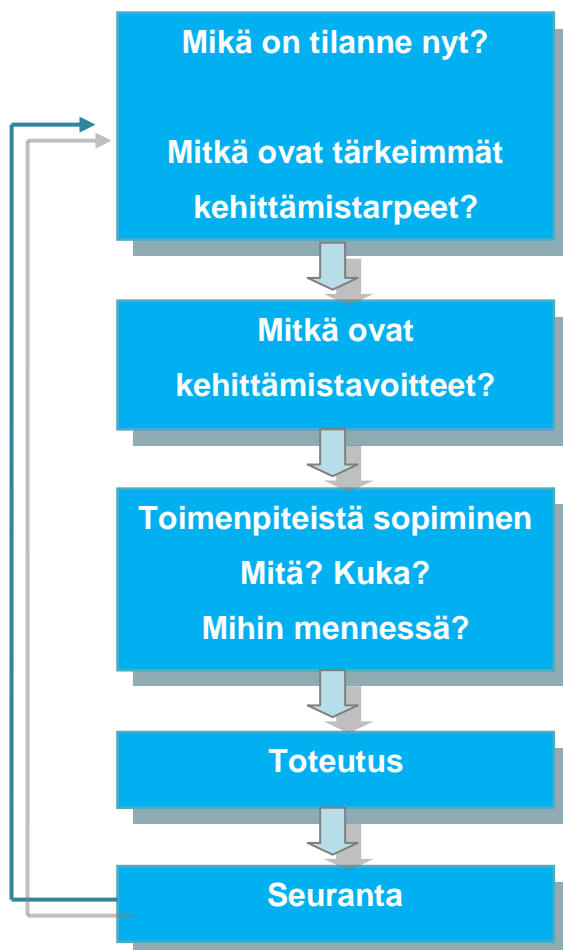 Mikä on tilanne nyt?
Mitkä ovat tärkeimmät
kehittämistarpeet?
Mitkä ovat
kehittämistavoitteet?
Toimenpiteistä sopiminen
Mitä? Kuka?
Mihin mennessä?
Toteutus
Seuranta